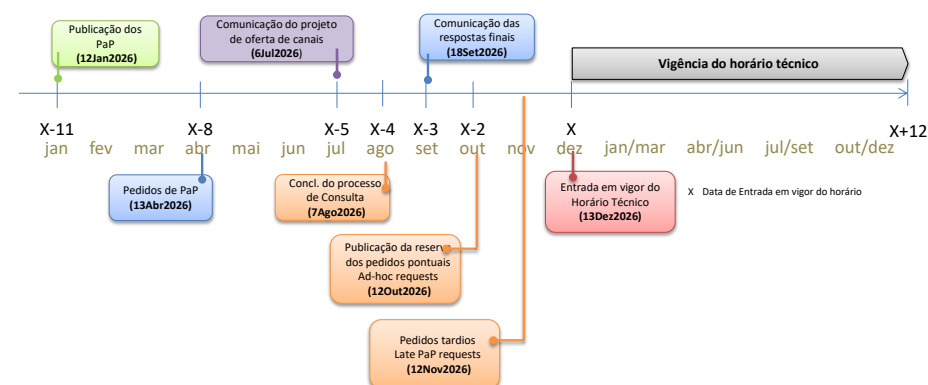 Publicação dos
PaP
(12Jan2026)
Comunicação do projeto
de oferta de canais
(6Jul2026)
Comunicação das
respostas finais
(18Set2026)
Vigência do horário técnico
X-11 X-8 X-5 X-4 X-3 X-2 X X+12
jan fev mar abr mai jun jul ago set out nov dez jan/mar abr/jun jul/set out/dez
Pedidos de PaP
(13Abr2026)
Concl. do processo
de Consulta
(7Ago2026)
Entrada em vigor do
Horário Técnico
(13Dez2026)
X Data de Entrada em vigor do horário
Publicação da reserva
dos pedidos pontuais
Ad-hoc requests
(12Out2026)
Pedidos tardios
Late PaP requests
(12Nov2026)